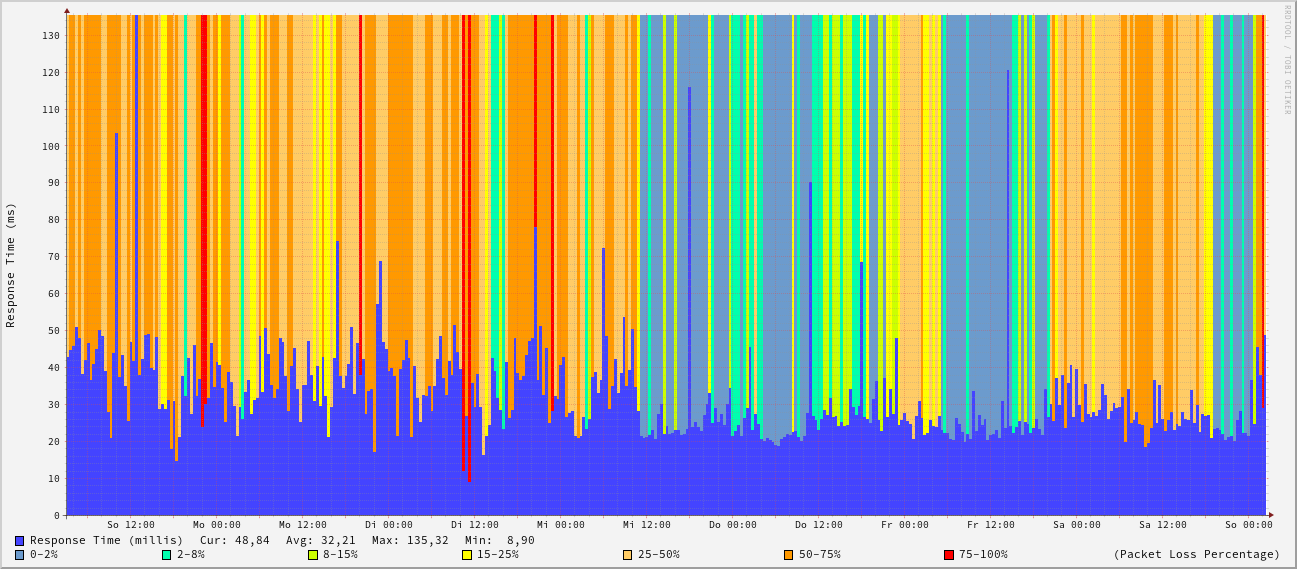 RRDTOOL / TOBI OETIKER
Response Time (ms)
130
120
110
100
90
80
70
60
50
40
30
20
10
0
So 12:00 Mo 00:00 Mo 12:00 Di 00:00 Di 12:00 Mi 00:00 Mi 12:00 Do 00:00 Do 12:00 Fr 00:00 Fr 12:00 Sa 00:00 Sa 12:00 So 00:00
Response Time (millis) Cur: 48,84 Avg: 32,21 Max: 135,32 Min: 8,90
0-2% 2-8% 8-15% 15-25% 25-50% 50-75% 75-100% (Packet Loss Percentage)